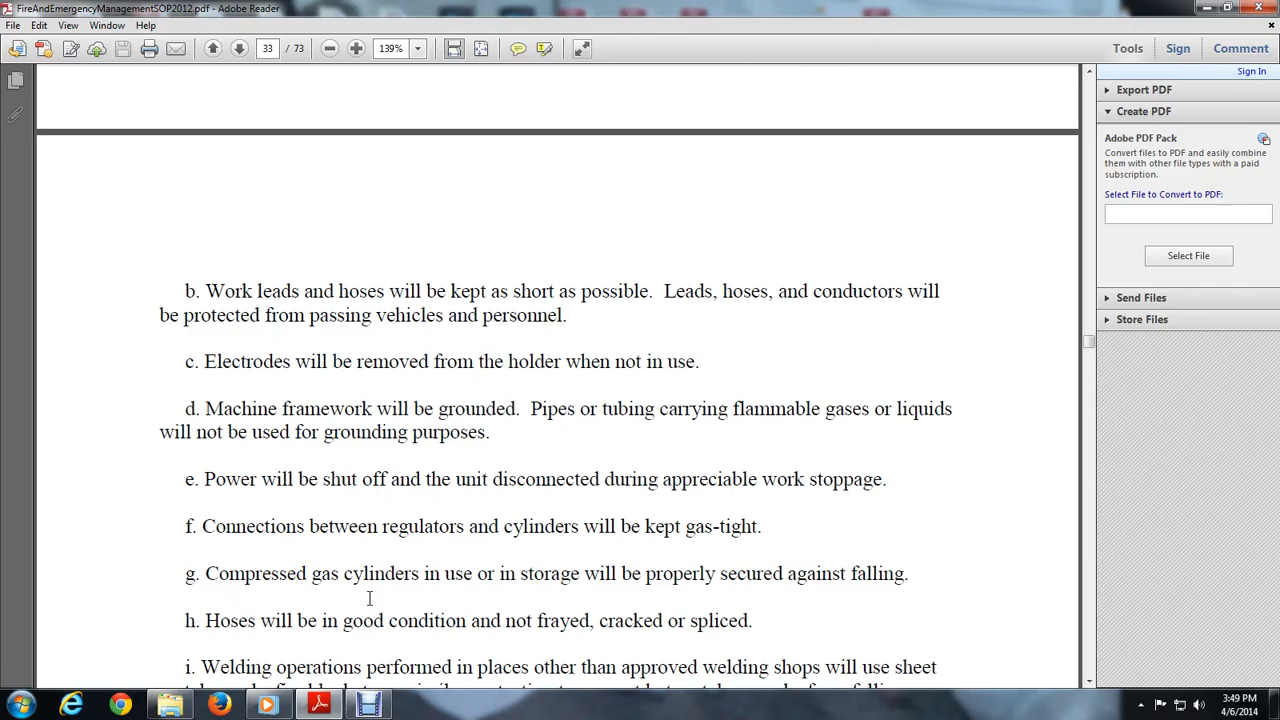 FireAndEmergencyManagementSOP2012.pdf - Adobe Reader
File Edit View Window Help
33 / 73 139% Tools Sign Comment
Sign In
Export PDF
Create PDF
Adobe PDF Pack
Convert files to PDF and easily combine
them with other file types with a paid
subscription.
Select File to Convert to PDF:
Select File
Send Files
Store Files
b. Work leads and hoses will be kept as short as possible. Leads, hoses, and conductors will
be protected from passing vehicles and personnel.
c. Electrodes will be removed from the holder when not in use.
d. Machine framework will be grounded. Pipes or tubing carrying flammable gases or liquids
will not be used for grounding purposes.
e. Power will be shut off and the unit disconnected during appreciable work stoppage.
f. Connections between regulators and cylinders will be kept gas-tight.
g. Compressed gas cylinders in use or in storage will be properly secured against falling.
h. Hoses will be in good condition and not frayed, cracked or spliced.
i. Welding operations performed in places other than approved welding shops will use sheet
3:49 PM
4/6/2014